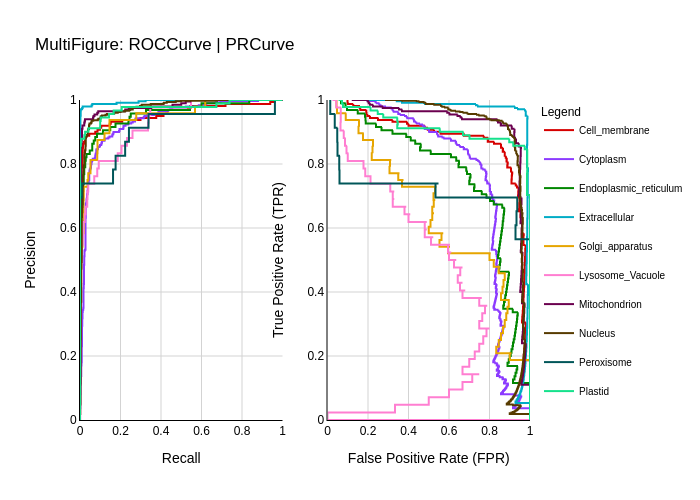 MultiFigure: ROCCurve | PRCurve
Precision
1
0.8
0.6
0.4
0.2
0
0 0.2 0.4 0.6 0.8 1
Recall
True Positive Rate (TPR)
1
0.8
0.6
0.4
0.2
0
0 0.2 0.4 0.6 0.8 1
False Positive Rate (FPR)
Legend
Cell_membrane
Cytoplasm
Endoplasmic_reticulum
Extracellular
Golgi_apparatus
Lysosome_Vacuole
Mitochondrion
Nucleus
Peroxisome
Plastid